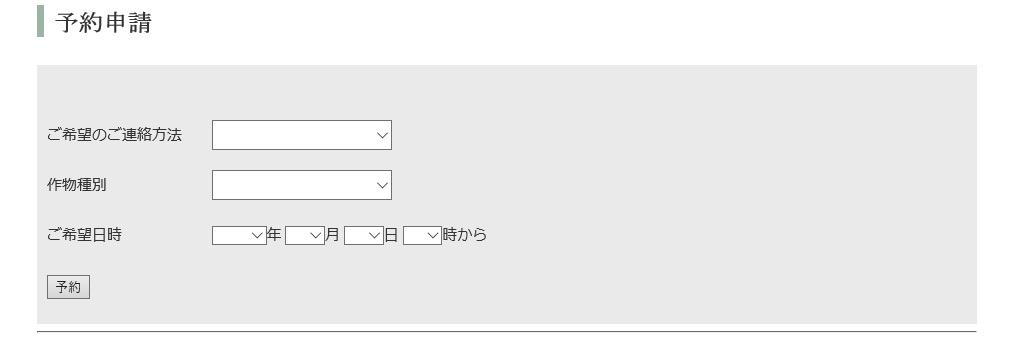 予約申請
ご希望のご連絡方法
作物種別
ご希望日時 年 月 日 時から
予約